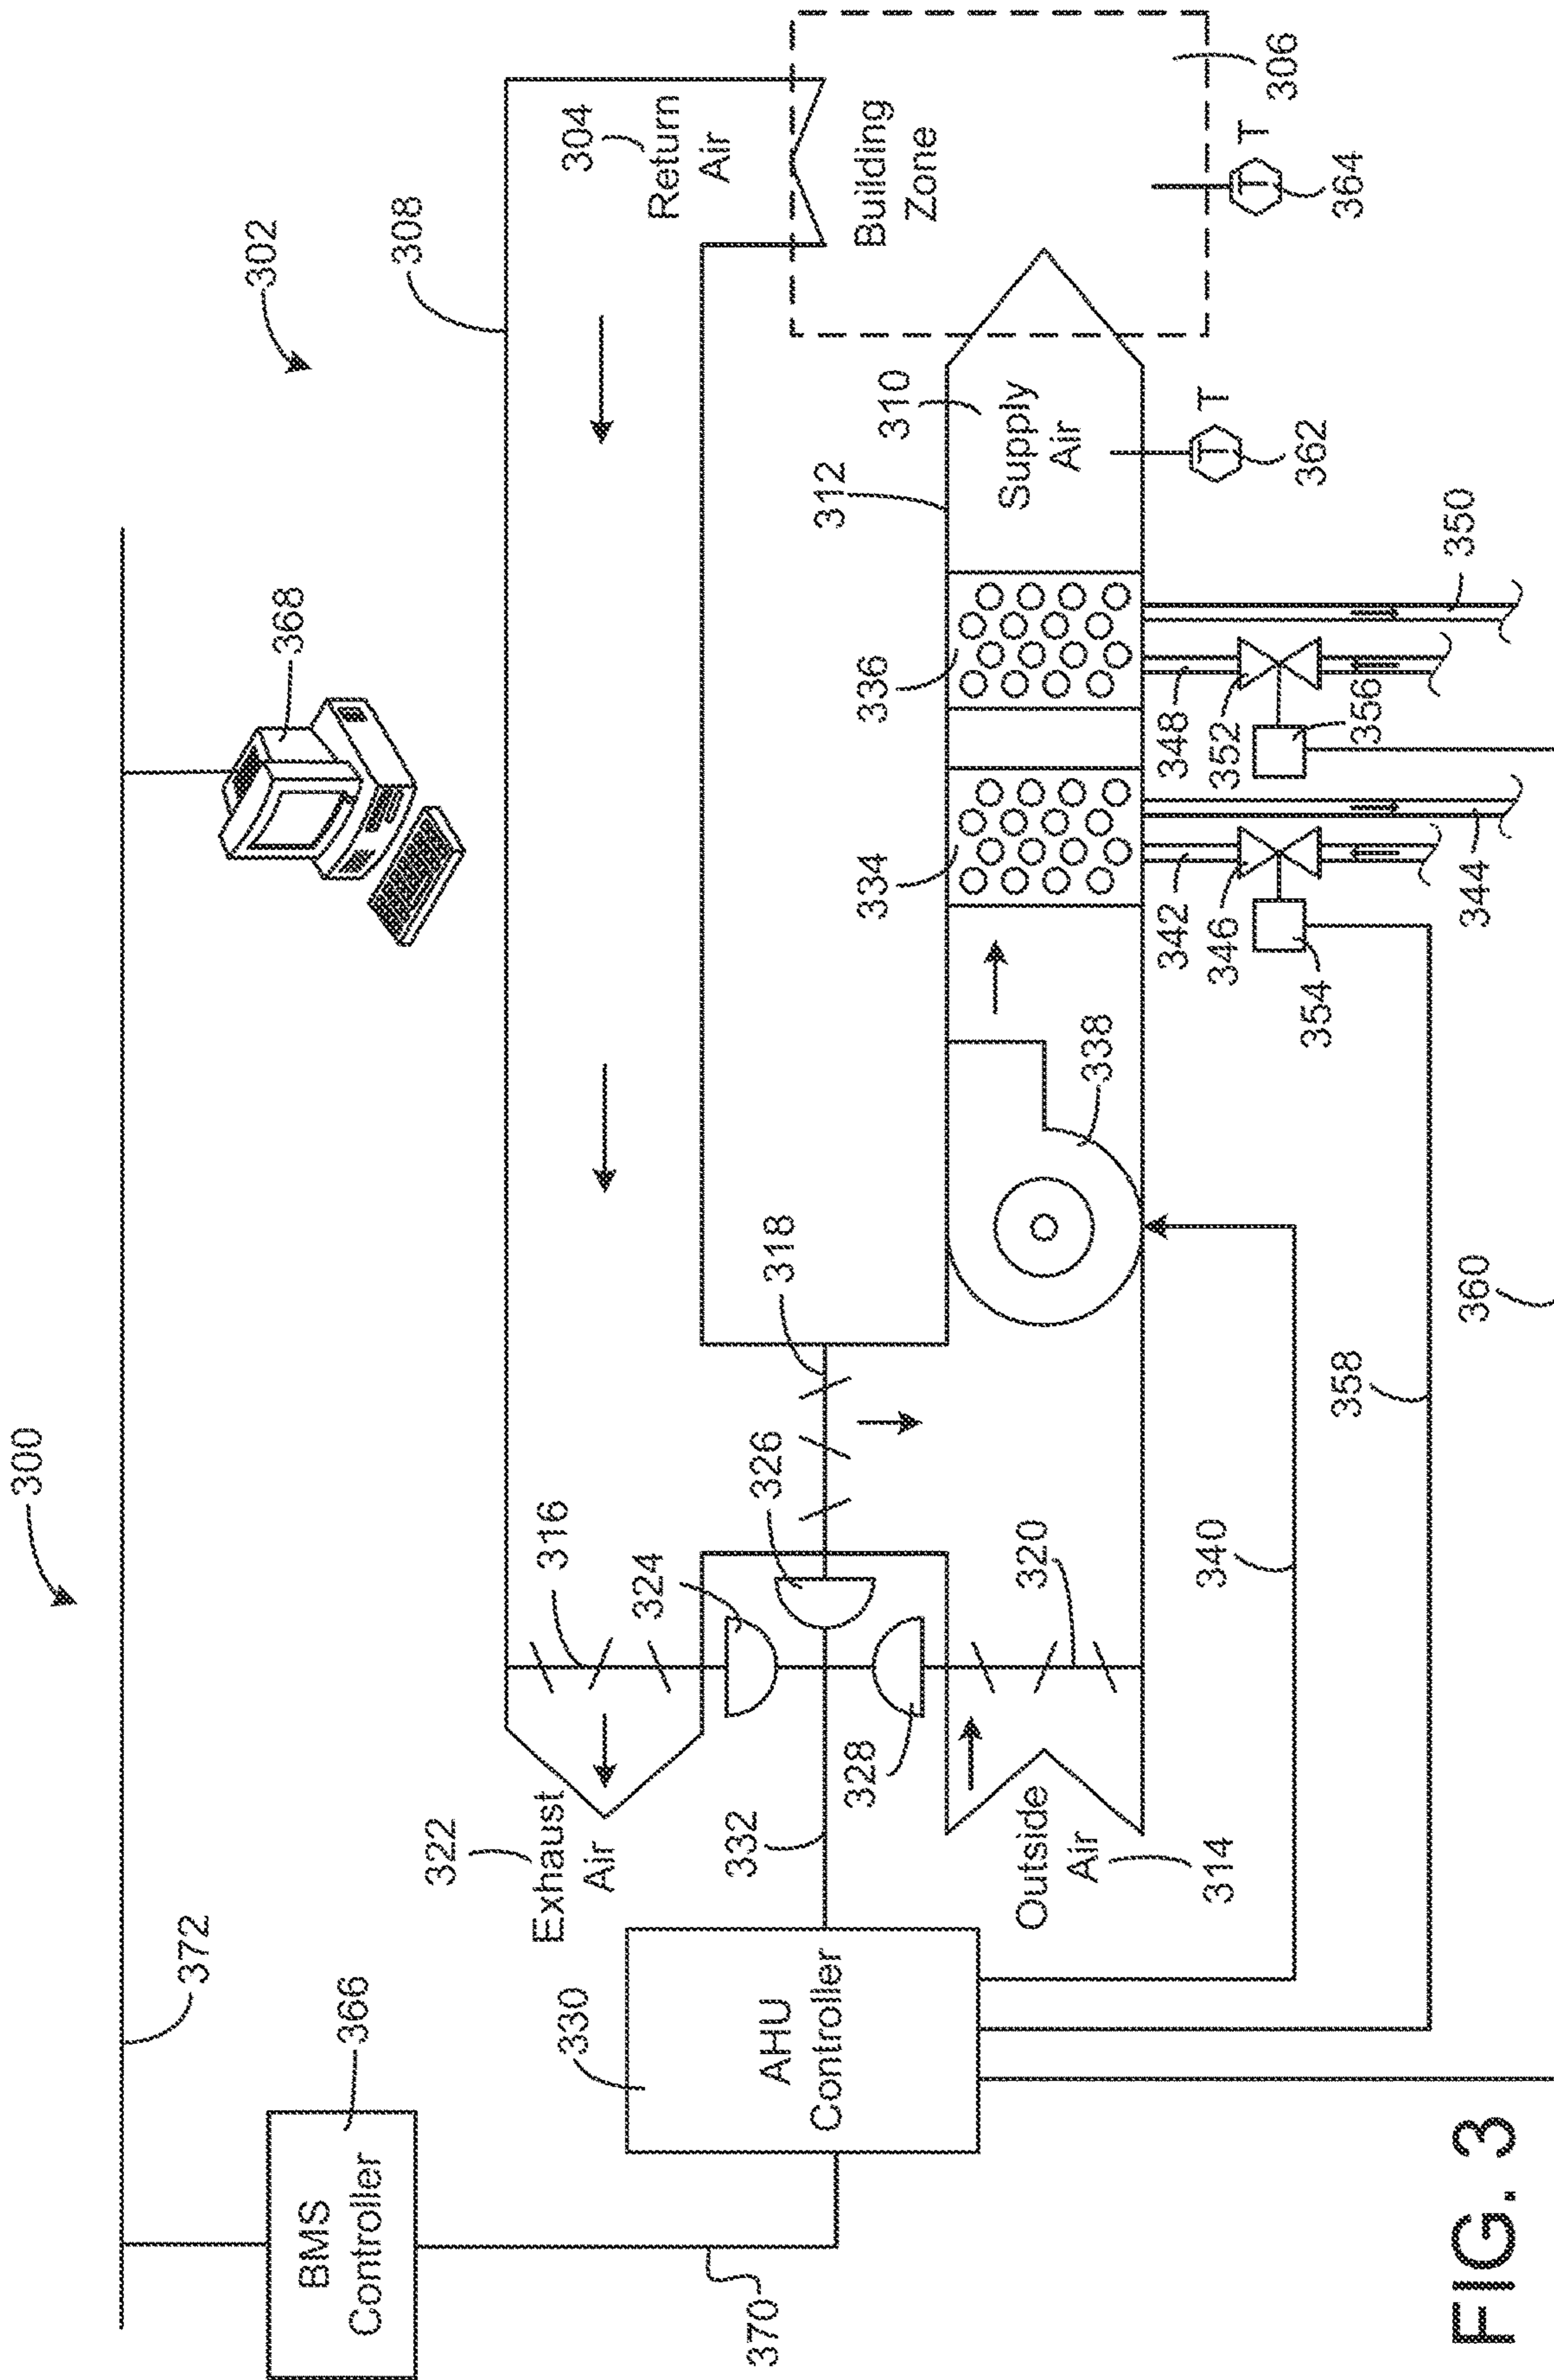 300
372
366
BMS
Controller
370
368
302
308
304
Return
Air
306
Building
Zone
364
T
T
322
Exhaust
Air
316
324
326
318
328
332
330
AHU
Controller
Outside
Air
314
320
338
340
334
336
312
310
Supply
Air
362
T
T
342
346
354
344
348
352
356
350
358
360
FIG. 3